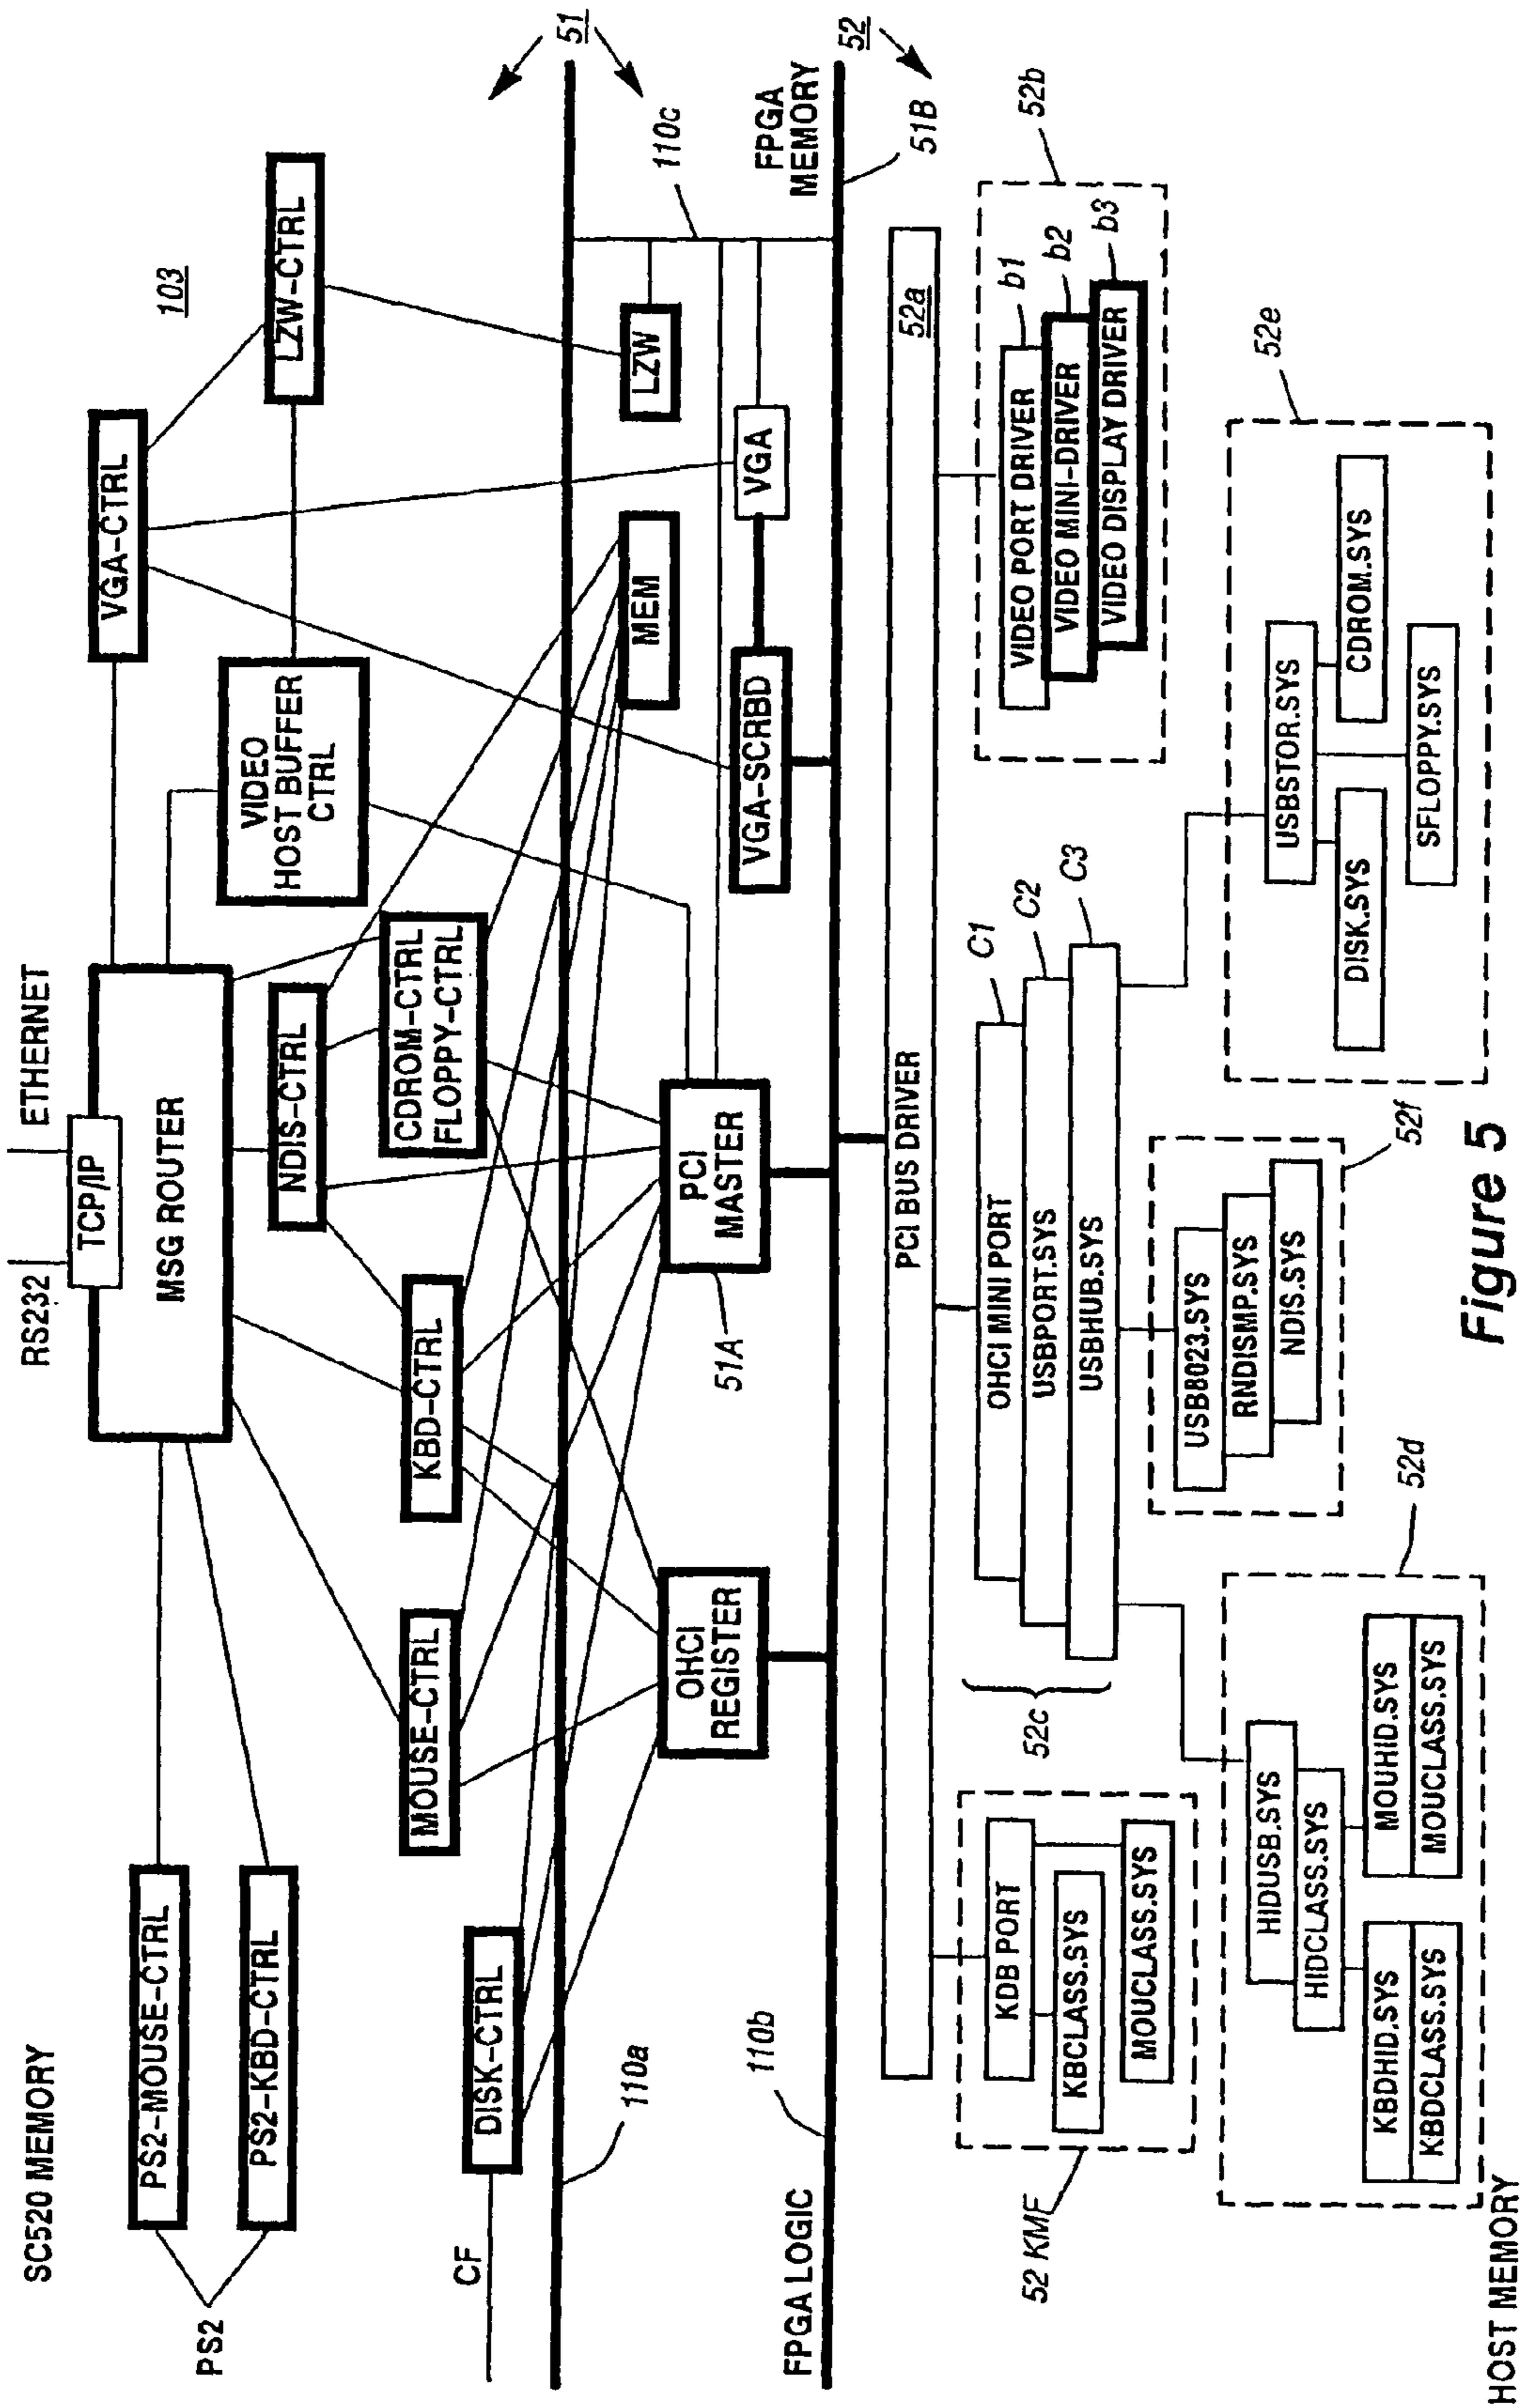 SC520 MEMORY
RS232
ETHERNET
TCP/IP
MSG ROUTER
PS2
PS2-MOUSE-CTRL
PS2-KBD-CTRL
VGA-CTRL
103
VIDEO
HOST BUFFER
CTRL
LZW-CTRL
NDIS-CTRL
CDROM-CTRL
FLOPPY-CTRL
KBD-CTRL
MOUSE-CTRL
CF
DISK-CTRL
51
110a
110c
LZW
MEM
PCI
MASTER
51A
OHCI
REGISTER
VGA
VGA-SCRBD
FPGA
MEMORY
FPGA LOGIC
110b
52
51B
PCI BUS DRIVER
52a
52b
VIDEO PORT DRIVER
b1
VIDEO MINI-DRIVER
b2
VIDEO DISPLAY DRIVER
b3
OHCI MINI PORT
C1
USBPORT.SYS
C2
USBHUB.SYS
C3
52c
KDB PORT
KBCLASS.SYS
MOUCLASS.SYS
52 KMF
USB8023.SYS
RNDISMP.SYS
NDIS.SYS
52f
52e
USBSTOR.SYS
DISK.SYS
CDROM.SYS
SFLOPPY.SYS
52d
HIDUSB.SYS
HIDCLASS.SYS
KBDHID.SYS
KBDCLASS.SYS
MOUHID.SYS
MOUCLASS.SYS
HOST MEMORY
Figure 5